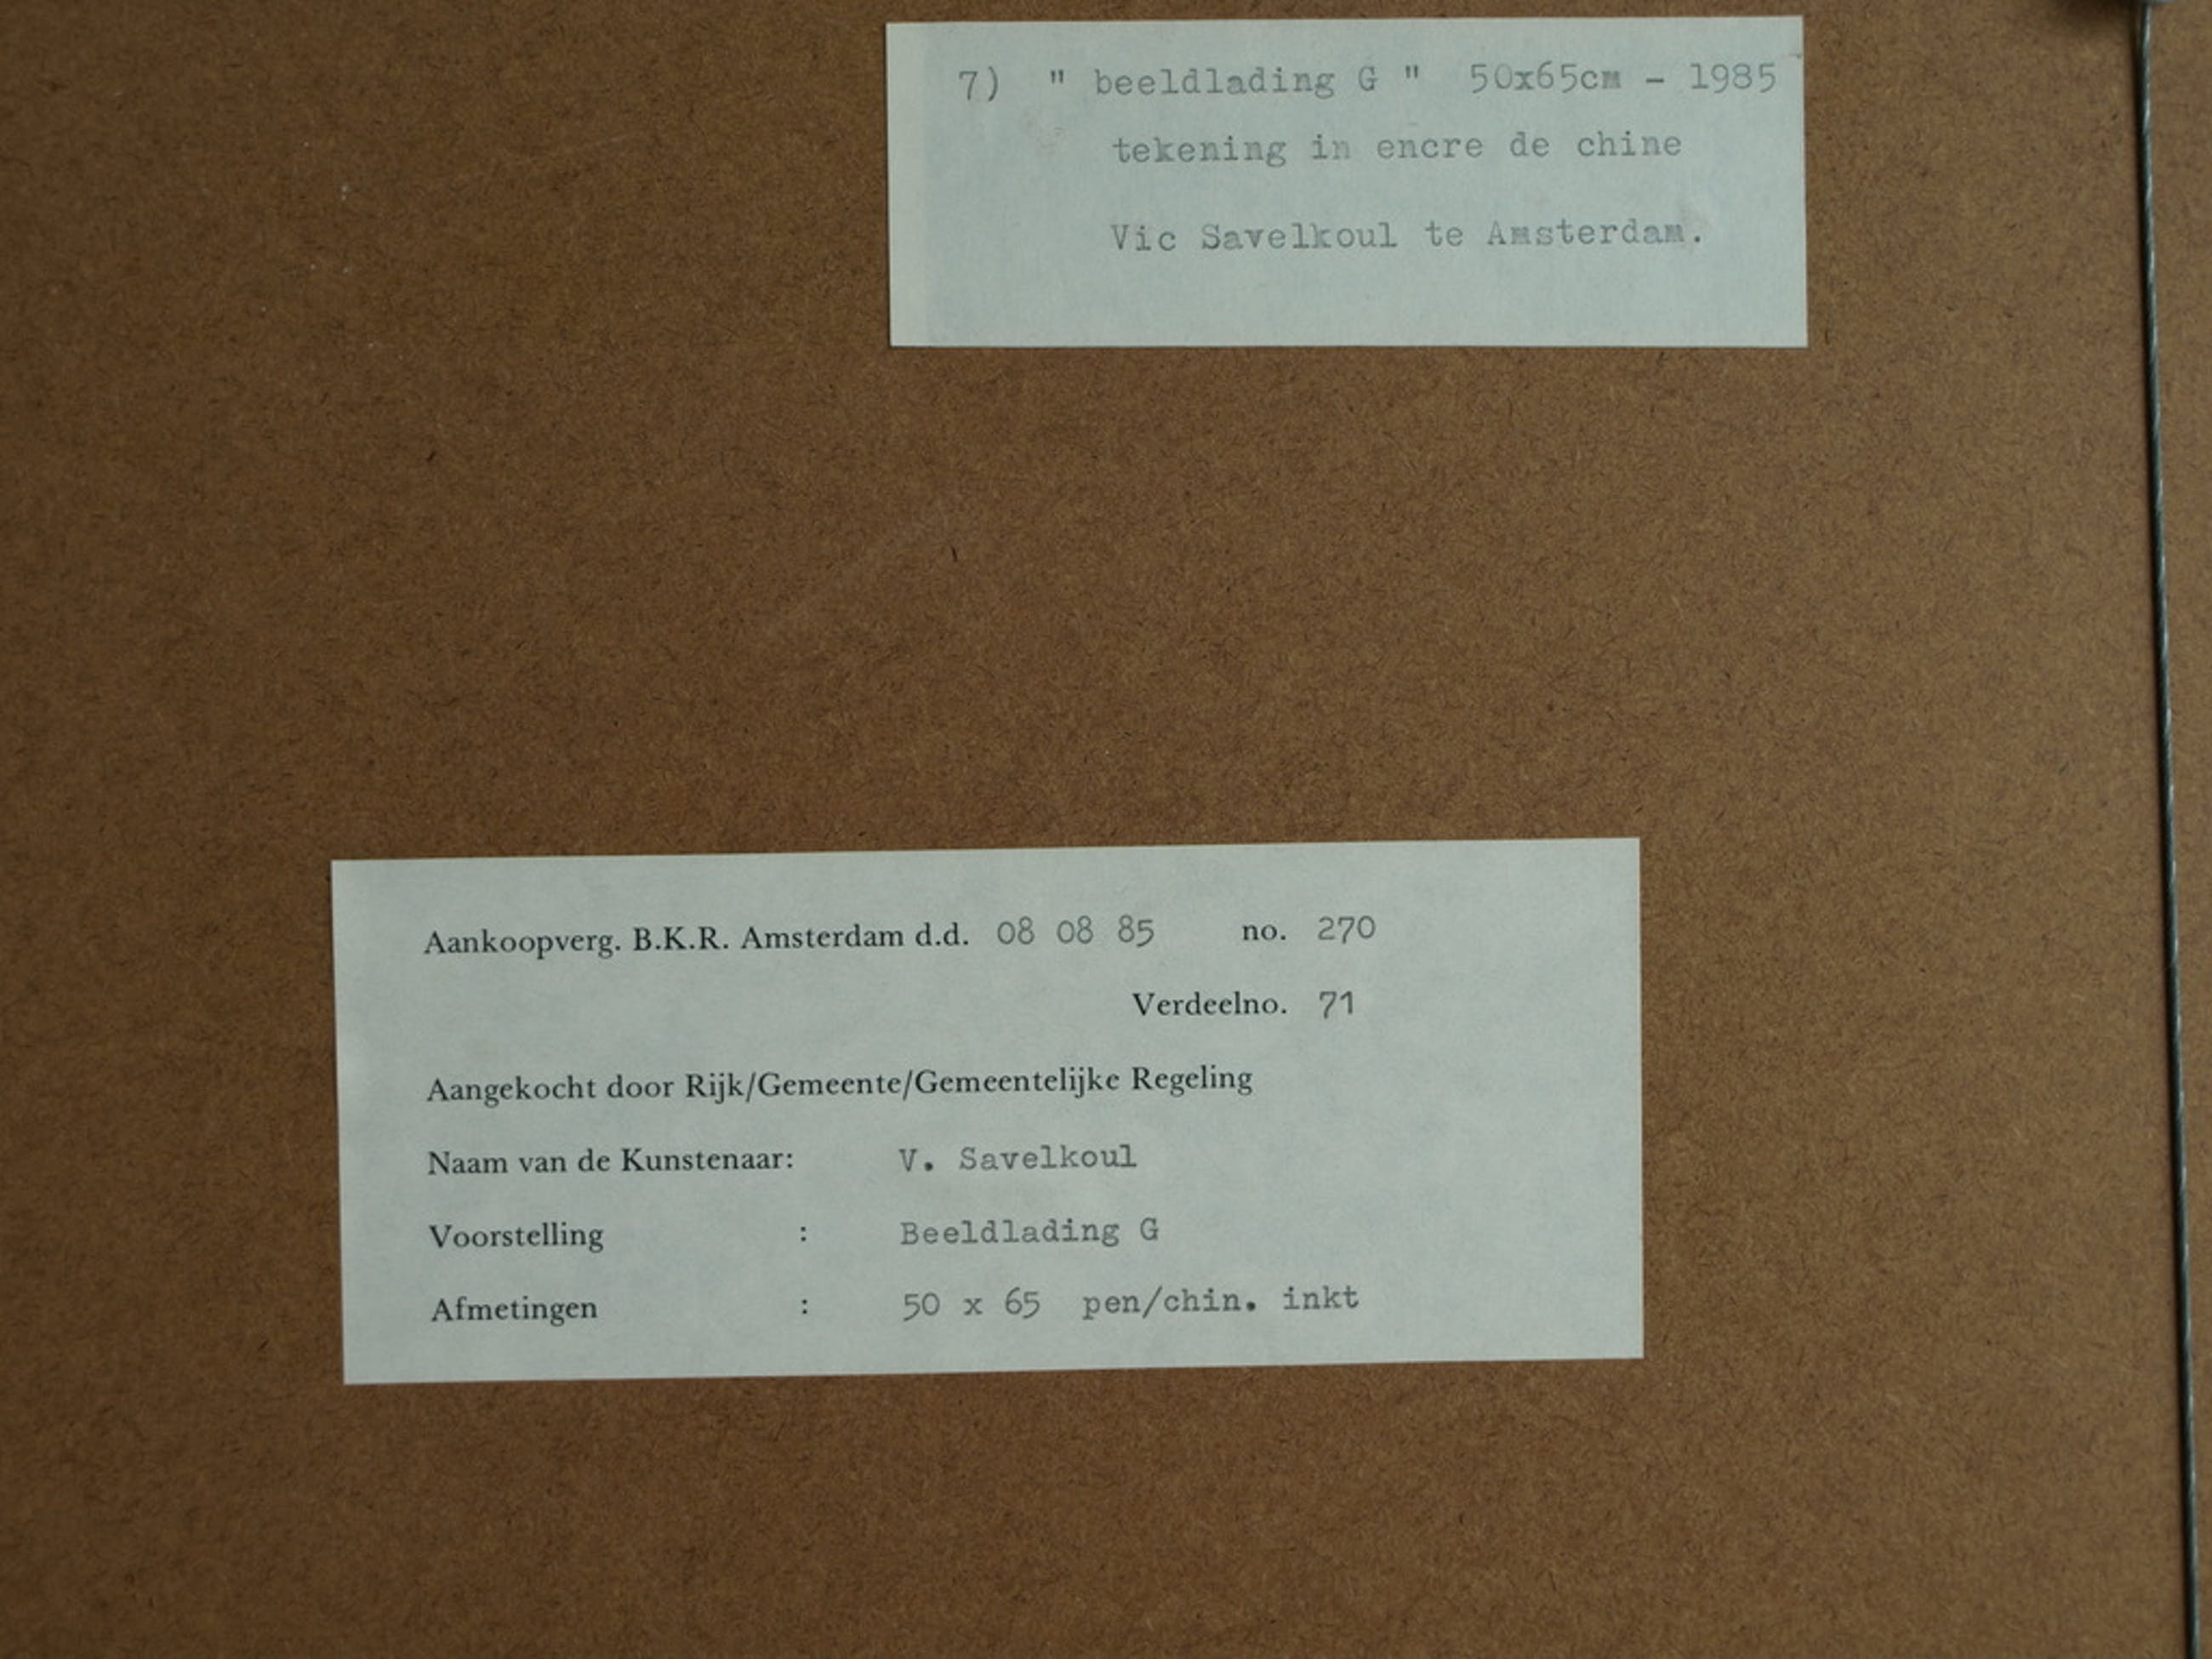 7) " beeldlading G " 50x65cm - 1985
tekening in encre de chine
Vic Savelkoul te Amsterdam.
Aankoopverg. B.K.R. Amsterdam d.d. 08 08 85 no. 270
Verdeelno. 71
Aangekocht door Rijk/Gemeente/Gemeentelijke Regeling
Naam van de Kunstenaar: V. Savelkoul
Voorstelling : Beeldlading G
Afmetingen : 50 x 65 pen/chin. inkt